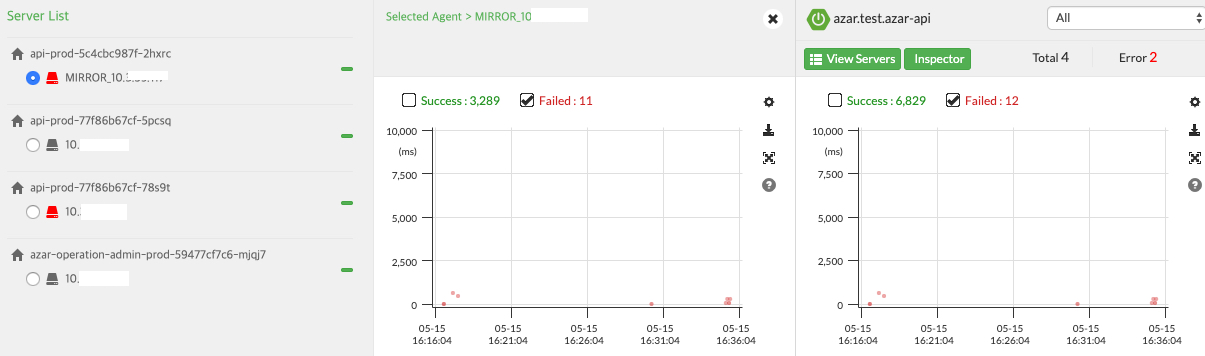 Server List
api-prod-5c4cbc987f-2hxrc
MIRROR_10.
api-prod-77f86b67cf-5pcsq
10.
api-prod-77f86b67cf-78s9t
10.
azar-operation-admin-prod-59477cf7c6-mjqj7
10.
Selected Agent > MIRROR_10
Success : 3,289
Failed : 11
10,000
(ms)
7,500
5,000
2,500
0
05-15 05-15 05-15 05-15 05-15
16:16:04 16:21:04 16:26:04 16:31:04 16:36:04
azar.test.azar-api
All
View Servers
Inspector
Total 4
Error 2
Success : 6,829
Failed : 12
10,000
(ms)
7,500
5,000
2,500
0
05-15 05-15 05-15 05-15 05-15
16:16:04 16:21:04 16:26:04 16:31:04 16:36:04